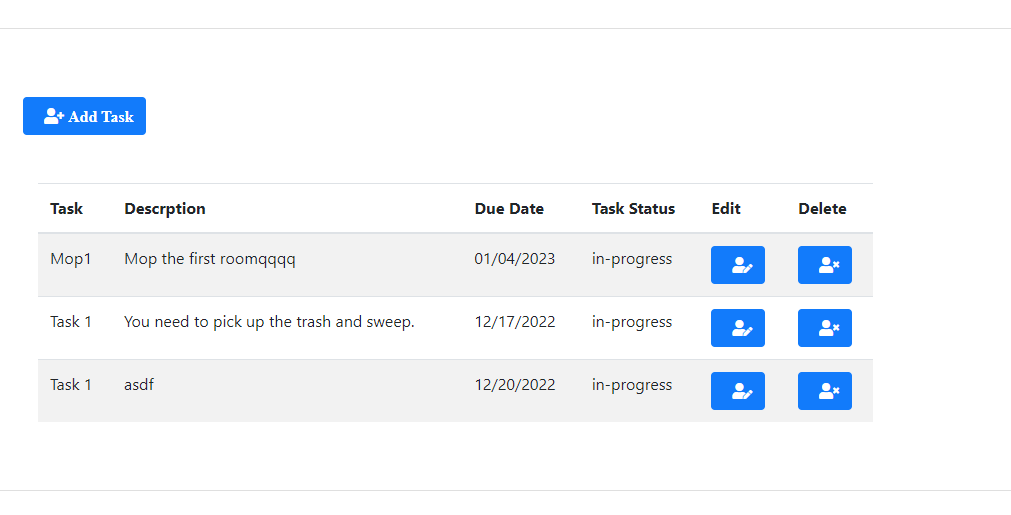 Add Task
Task Descrption Due Date Task Status Edit Delete
Mop1 Mop the first roomqqqq 01/04/2023 in-progress
Task 1 You need to pick up the trash and sweep. 12/17/2022 in-progress
Task 1 asdf 12/20/2022 in-progress